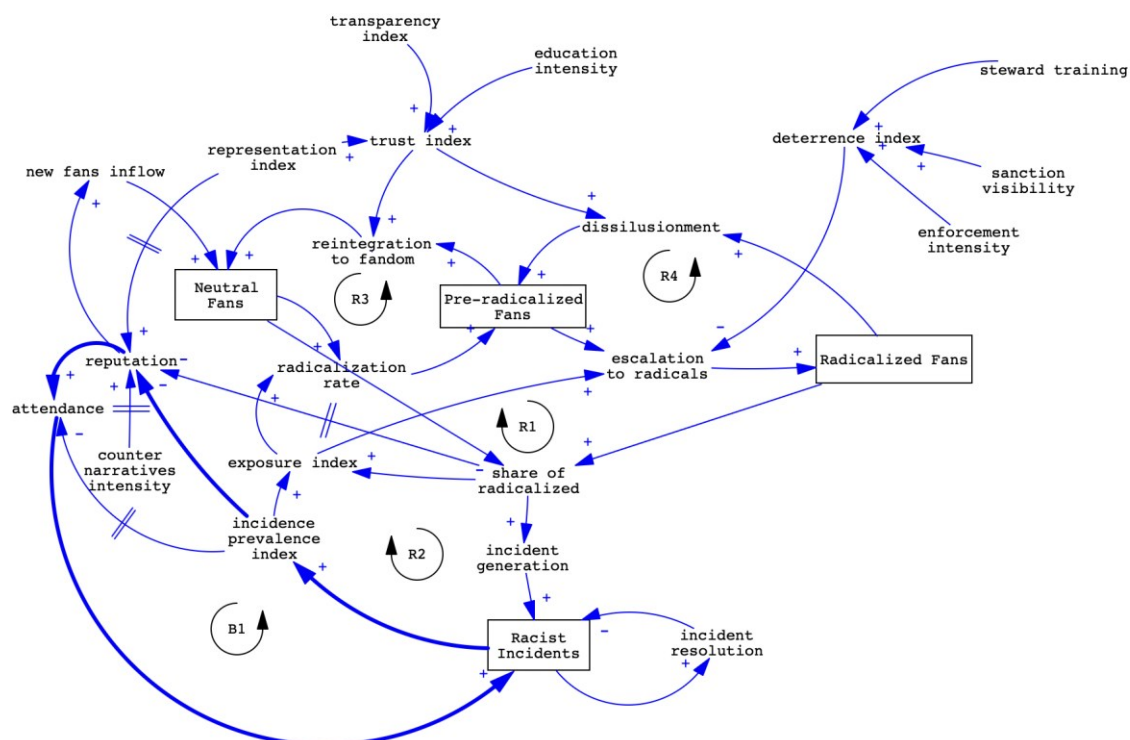 transparency
index
education
intensity
steward training
trust index
deterrence index
representation
index
new fans inflow
sanction
visibility
dissilusionment
enforcement
intensity
reintegration
to fandom
R4
Neutral
Fans
R3
Pre-radicalized
Fans
reputation
radicalization
rate
escalation
to radicals
Radicalized Fans
attendance
R1
counter
narratives
intensity
exposure index
share of
radicalized
incidence
prevalence
index
R2
incident
generation
B1
Racist
Incidents
incident
resolution